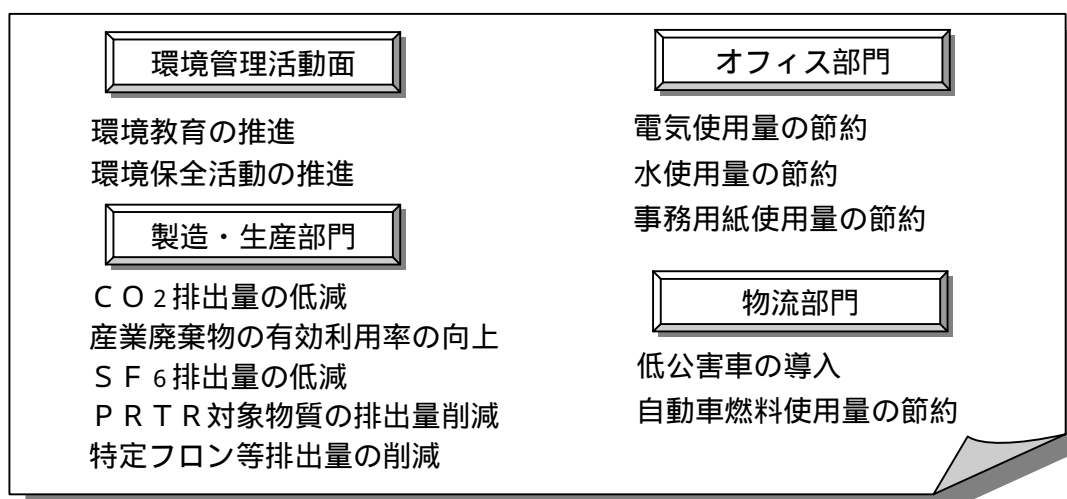 環境管理活動面
環境教育の推進
環境保全活動の推進
製造・生産部門
ＣＯ２排出量の低減
産業廃棄物の有効利用率の向上
ＳＦ６排出量の低減
ＰＲＴＲ対象物質の排出量削減
特定フロン等排出量の削減
オフィス部門
電気使用量の節約
水使用量の節約
事務用紙使用量の節約
物流部門
低公害車の導入
自動車燃料使用量の節約